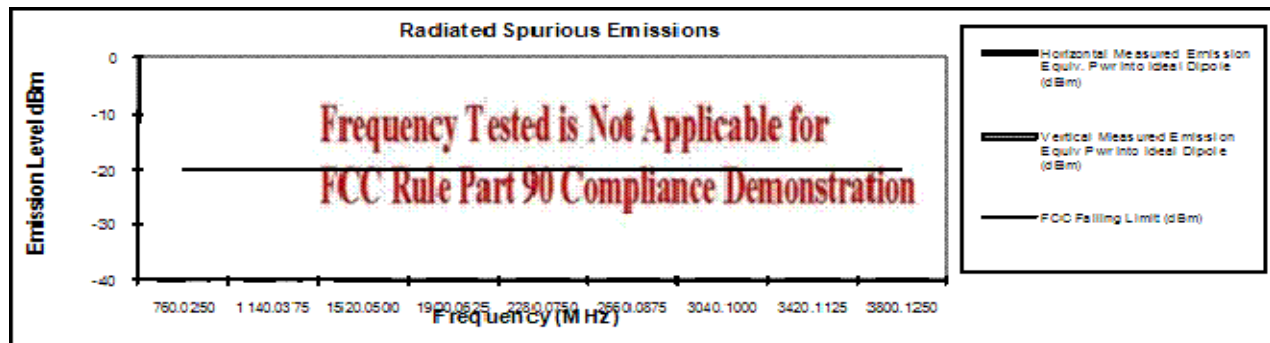 Radiated Spurious Emissions
Emission Level dBm
0
-10
-20
-30
-40
Frequency Tested is Not Applicable for
FCC Rule Part 90 Compliance Demonstration
760.0250 1140.0375 1520.0500 1900.0625 2280.0750 2660.0875 3040.1000 3420.1125 3800.1250
Frequency (MHz)
Horizontal Measured Emission
Equiv. Pwr Into Ideal Dipole
(dBm)
Vertical Measured Emission
Equiv Pwr Into Ideal Dipole
(dBm)
FCC Failing Limit (dBm)